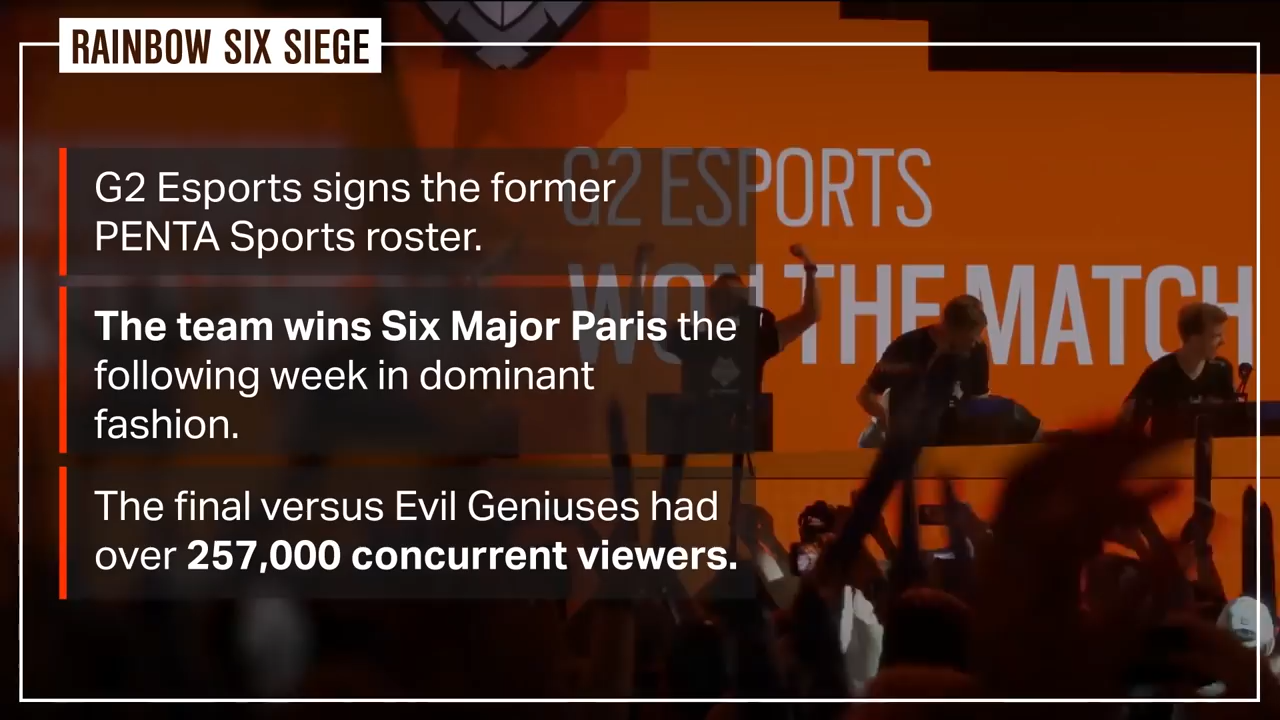 RAINBOW SIX SIEGE
G2 Esports signs the former
PENTA Sports roster.
The team wins Six Major Paris the
following week in dominant
fashion.
The final versus Evil Geniuses had
over 257,000 concurrent viewers.
G2 ESPORTS
WON THE MATCH